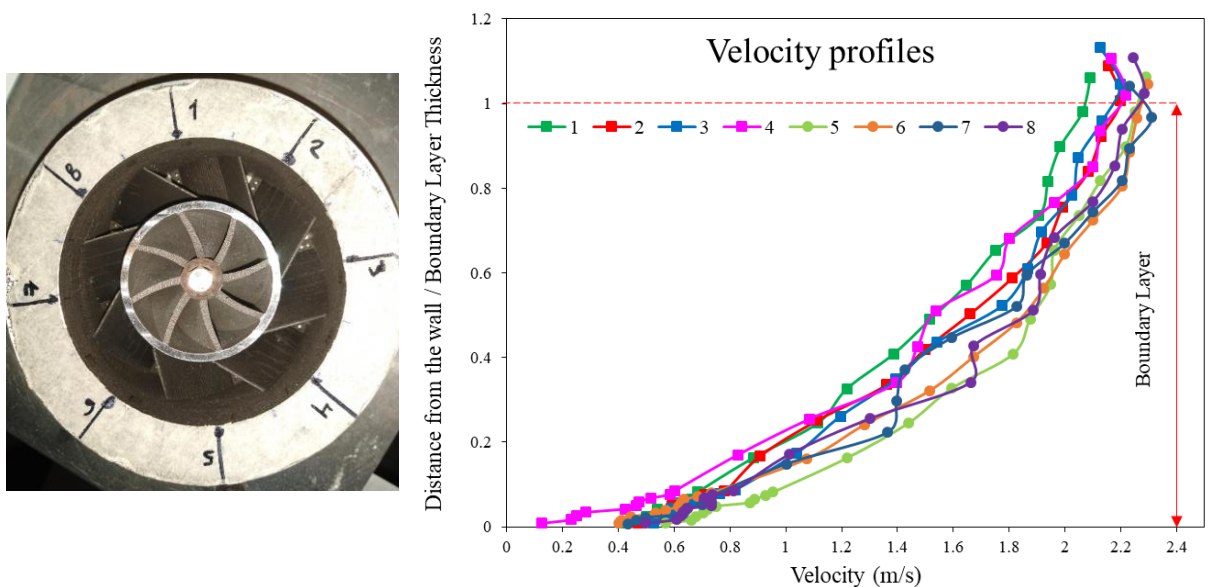 1
2
3
4
5
6
7
8
Velocity profiles
Distance from the wall / Boundary Layer Thickness
1.2
1
0.8
0.6
0.4
0.2
0
1 2 3 4 5 6 7 8
Boundary Layer
0 0.2 0.4 0.6 0.8 1 1.2 1.4 1.6 1.8 2 2.2 2.4
Velocity (m/s)